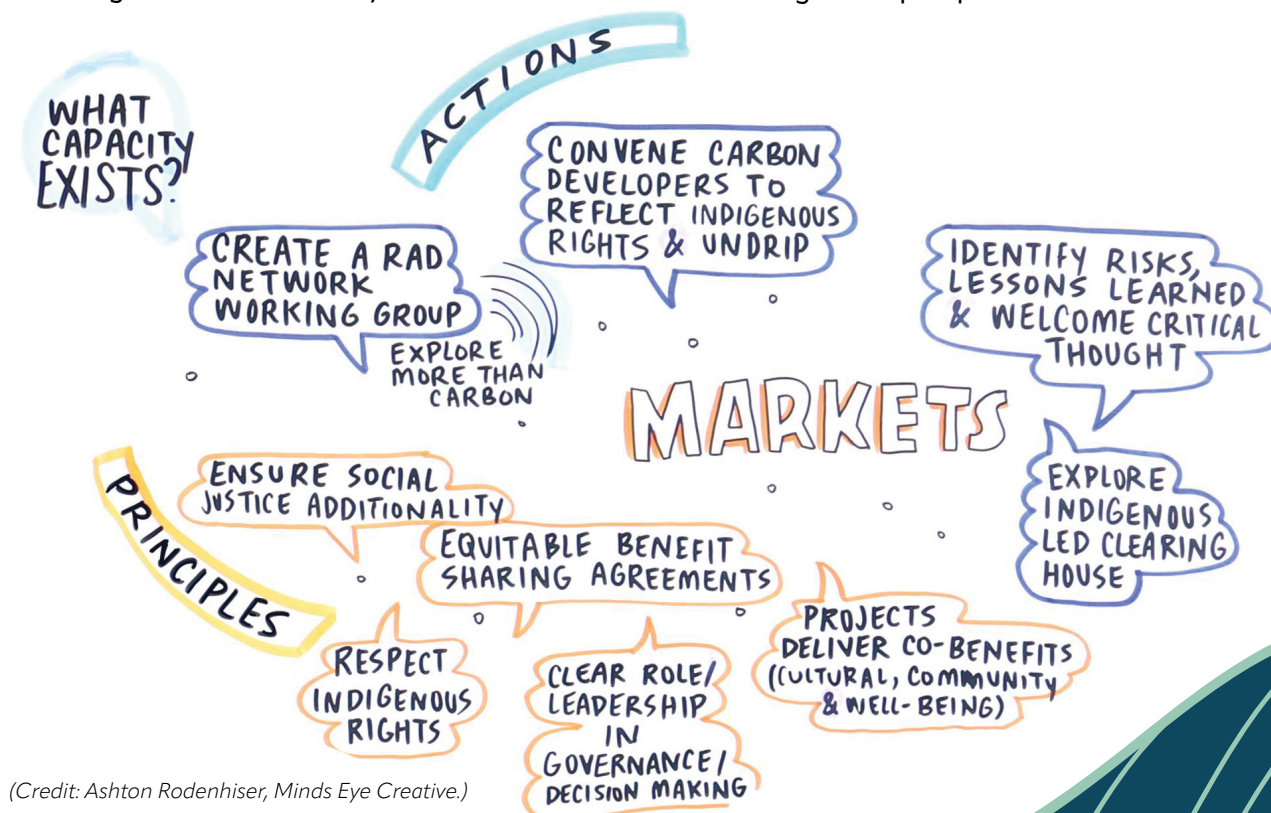 ACTIONS
WHAT
CAPACITY
EXISTS?
CREATE A RAD
NETWORK
WORKING GROUP
EXPLORE
MORE THAN
CARBON
CONVENE CARBON
DEVELOPERS TO
REFLECT INDIGENOUS
RIGHTS & UNDRIP
IDENTIFY RISKS,
LESSONS LEARNED
& WELCOME CRITICAL
THOUGHT
MARKETS
EXPLORE
INDIGENOUS
LED CLEARING
HOUSE
PRINCIPLES
ENSURE SOCIAL
JUSTICE ADDITIONALITY
EQUITABLE BENEFIT
SHARING AGREEMENTS
RESPECT
INDIGENOUS
RIGHTS
CLEAR ROLE/
LEADERSHIP
IN
GOVERNANCE/
DECISION MAKING
PROJECTS
DELIVER CO-BENEFITS
(CULTURAL, COMMUNITY
& WELL-BEING)
(Credit: Ashton Rodenhiser, Minds Eye Creative.)